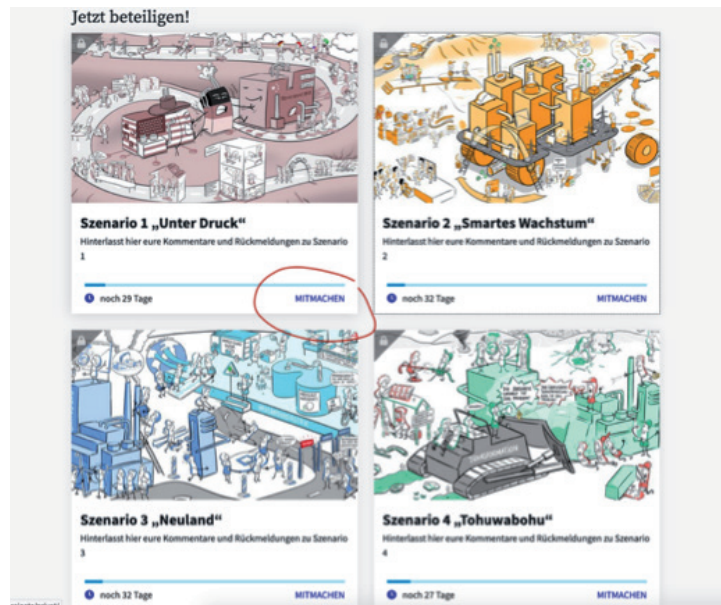 Jetzt beteiligen!
Szenario 1 „Unter Druck“
Hinterlasst hier eure Kommentare und Rückmeldungen zu Szenario
1
noch 29 Tage
MITMACHEN
Szenario 2 „Smartes Wachstum“
Hinterlasst hier eure Kommentare und Rückmeldungen zu Szenario
2
noch 32 Tage
MITMACHEN
Szenario 3 „Neuland“
Hinterlasst hier eure Kommentare und Rückmeldungen zu Szenario
3
noch 32 Tage
MITMACHEN
Szenario 4 „Tohuwabohu“
Hinterlasst hier eure Kommentare und Rückmeldungen zu Szenario
4
noch 27 Tage
MITMACHEN